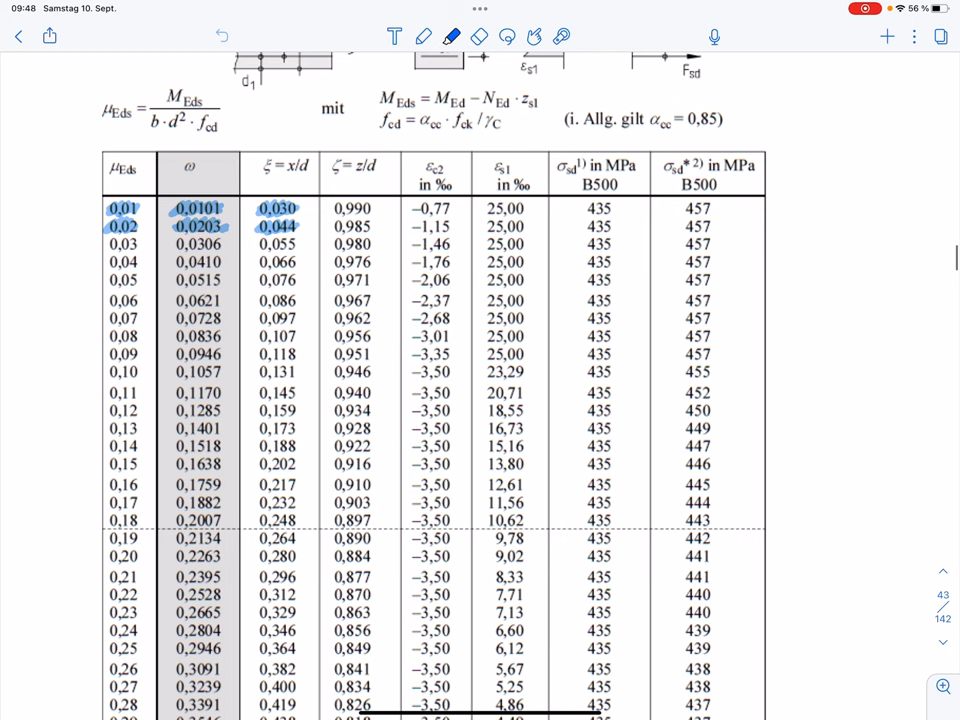 09:48 Samstag 10. Sept.
56 %
d1
εs1
Fsd
μEds = MEds / b · d² · fcd
mit
MEds = MEd − NEd · zs1
fcd = αcc · fck / γC
(i. Allg. gilt αcc = 0,85)
μEds ω ξ = x/d ζ = z/d εc2 in ‰ εs1 in ‰ σsd 1) in MPa B500 σsd* 2) in MPa B500
0,01 0,0101 0,030 0,990 –0,77 25,00 435 457
0,02 0,0203 0,044 0,985 –1,15 25,00 435 457
0,03 0,0306 0,055 0,980 –1,46 25,00 435 457
0,04 0,0410 0,066 0,976 –1,76 25,00 435 457
0,05 0,0515 0,076 0,971 –2,06 25,00 435 457
0,06 0,0621 0,086 0,967 –2,37 25,00 435 457
0,07 0,0728 0,097 0,962 –2,68 25,00 435 457
0,08 0,0836 0,107 0,956 –3,01 25,00 435 457
0,09 0,0946 0,118 0,951 –3,35 25,00 435 457
0,10 0,1057 0,131 0,946 –3,50 23,29 435 455
0,11 0,1170 0,145 0,940 –3,50 20,71 435 452
0,12 0,1285 0,159 0,934 –3,50 18,55 435 450
0,13 0,1401 0,173 0,928 –3,50 16,73 435 449
0,14 0,1518 0,188 0,922 –3,50 15,16 435 447
0,15 0,1638 0,202 0,916 –3,50 13,80 435 446
0,16 0,1759 0,217 0,910 –3,50 12,61 435 445
0,17 0,1882 0,232 0,903 –3,50 11,56 435 444
0,18 0,2007 0,248 0,897 –3,50 10,62 435 443
0,19 0,2134 0,264 0,890 –3,50 9,78 435 442
0,20 0,2263 0,280 0,884 –3,50 9,02 435 441
0,21 0,2395 0,296 0,877 –3,50 8,33 435 441
0,22 0,2528 0,312 0,870 –3,50 7,71 435 440
0,23 0,2665 0,329 0,863 –3,50 7,13 435 440
0,24 0,2804 0,346 0,856 –3,50 6,60 435 439
0,25 0,2946 0,364 0,849 –3,50 6,12 435 439
0,26 0,3091 0,382 0,841 –3,50 5,67 435 438
0,27 0,3239 0,400 0,834 –3,50 5,25 435 438
0,28 0,3391 0,419 0,826 –3,50 4,86 435 437
43
142